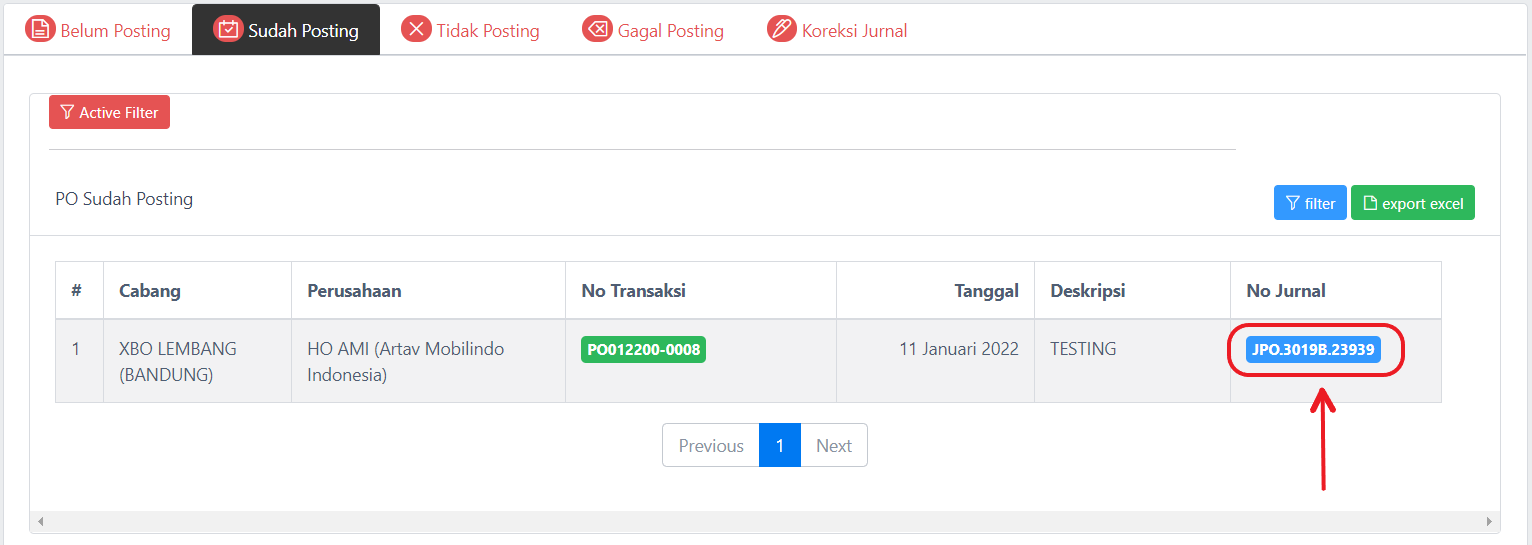 Belum Posting Sudah Posting Tidak Posting Gagal Posting Koreksi Jurnal
Active Filter
PO Sudah Posting
filter export excel
# Cabang Perusahaan No Transaksi Tanggal Deskripsi No Jurnal
1 XBO LEMBANG HO AMI (Artav Mobilindo PO012200-0008 11 Januari 2022 TESTING JPO.3019B.23939
(BANDUNG) Indonesia)
Previous 1 Next